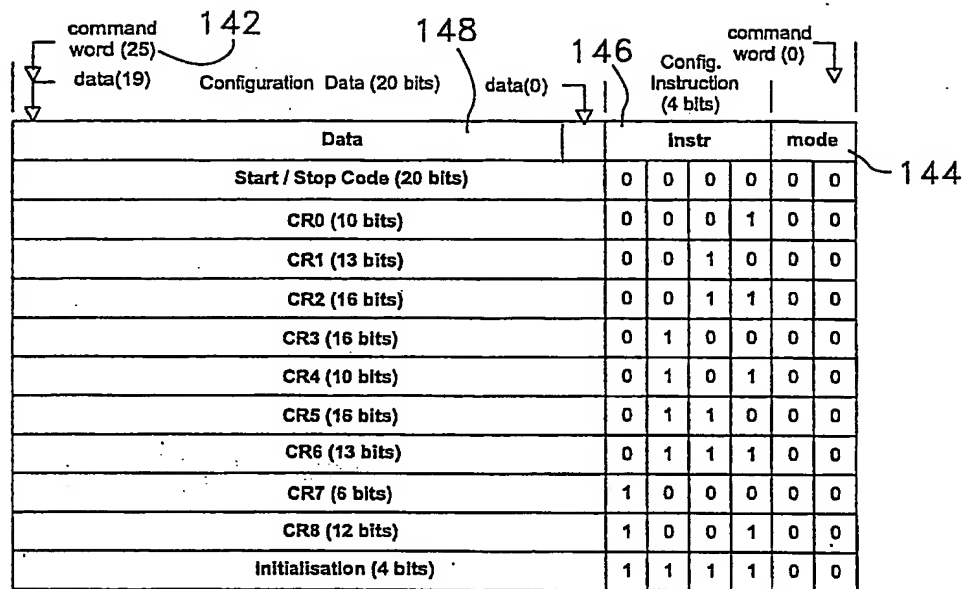 command word (25) 142
148
146
command word (0)
data(19)
Configuration Data (20 bits)
data(0)
Config. Instruction (4 bits)
Data instr mode
144
Start / Stop Code (20 bits) 0 0 0 0 0 0
CR0 (10 bits) 0 0 0 1 0 0
CR1 (13 bits) 0 0 1 0 0 0
CR2 (16 bits) 0 0 1 1 0 0
CR3 (16 bits) 0 1 0 0 0 0
CR4 (10 bits) 0 1 0 1 0 0
CR5 (16 bits) 0 1 1 0 0 0
CR6 (13 bits) 0 1 1 1 0 0
CR7 (6 bits) 1 0 0 0 0 0
CR8 (12 bits) 1 0 0 1 0 0
Initialisation (4 bits) 1 1 1 1 0 0